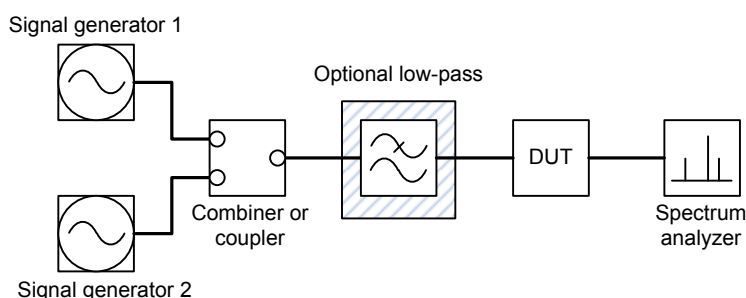 Signal generator 1
Optional low-pass
DUT
Combiner or
coupler
Spectrum
analyzer
Signal generator 2